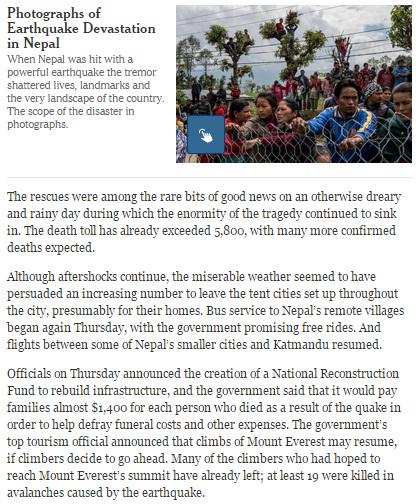 Photographs of
Earthquake Devastation
in Nepal
When Nepal was hit with a
powerful earthquake the tremor
shattered lives, landmarks and
the very landscape of the country.
The scope of the disaster in
photographs.
The rescues were among the rare bits of good news on an otherwise dreary
and rainy day during which the enormity of the tragedy continued to sink
in. The death toll has already exceeded 5,800, with many more confirmed
deaths expected.
Although aftershocks continue, the miserable weather seemed to have
persuaded an increasing number to leave the tent cities set up throughout
the city, presumably for their homes. Bus service to Nepal's remote villages
began again Thursday, with the government promising free rides. And
flights between some of Nepal's smaller cities and Katmandu resumed.
Officials on Thursday announced the creation of a National Reconstruction
Fund to rebuild infrastructure, and the government said that it would pay
families almost $1,400 for each person who died as a result of the quake in
order to help defray funeral costs and other expenses. The government's
top tourism official announced that climbs of Mount Everest may resume,
if climbers decide to go ahead. Many of the climbers who had hoped to
reach Mount Everest's summit have already left; at least 19 were killed in
avalanches caused by the earthquake.